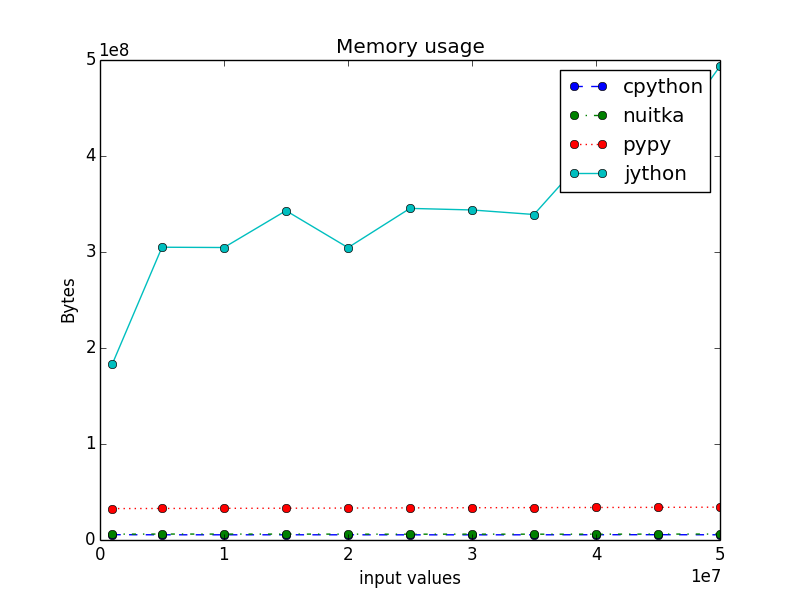 Memory usage
1e8
5
4
3
2
1
0
Bytes
cpython
nuitka
pypy
jython
0 1 2 3 4 5
1e7
input values